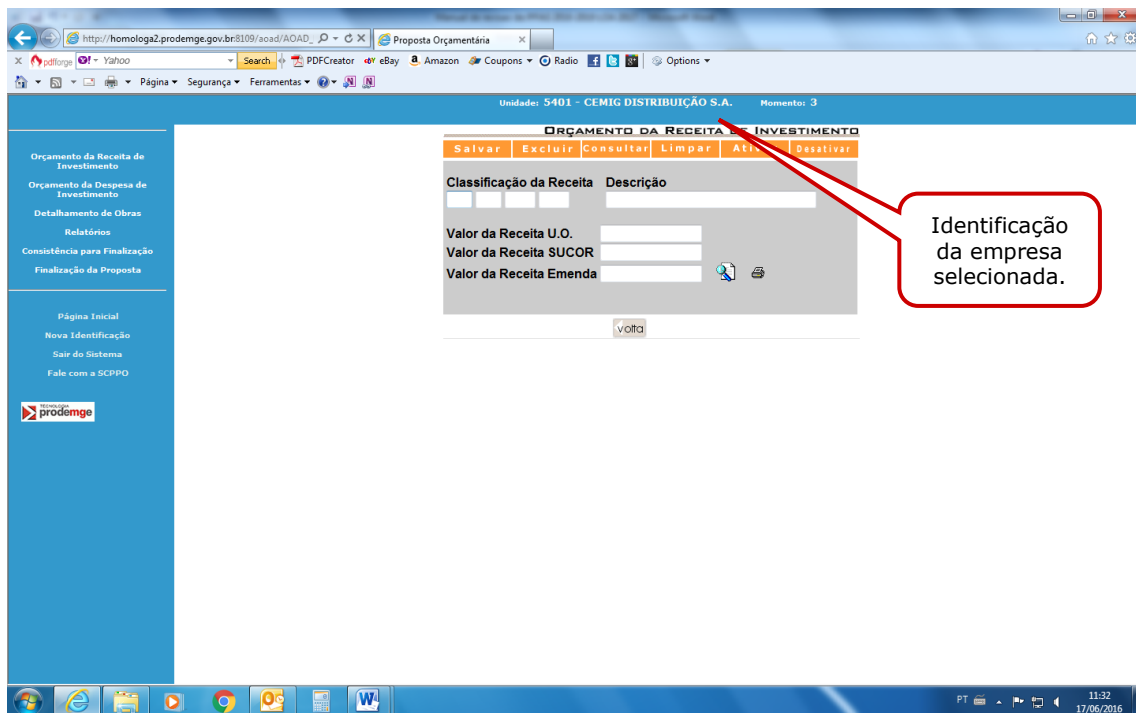 http://homologa2.prodemge.gov.br:8109/aoad/AOAD_
Proposta Orçamentária
pdfforge Yahoo Search PDFCreator eBay Amazon Coupons Radio Options
Página Segurança Ferramentas
Unidade: 5401 - CEMIG DISTRIBUIÇÃO S.A. Momento: 3
Orçamento da Receita de Investimento
Salvar Excluir Consultar Limpar Desativar
Orçamento da Receita de
Investimento
Orçamento da Despesa de
Investimento
Detalhamento de Obras
Relatórios
Consistência para Finalização
Finalização da Proposta
Página Inicial
Nova Identificação
Sair do Sistema
Fale com a SCPPO
TECNOLOGIA
prodemge
Classificação da Receita Descrição
Valor da Receita U.O.
Valor da Receita SUCOR
Valor da Receita Emenda
volta
Identificação
da empresa
selecionada.
PT
11:32
17/06/2016